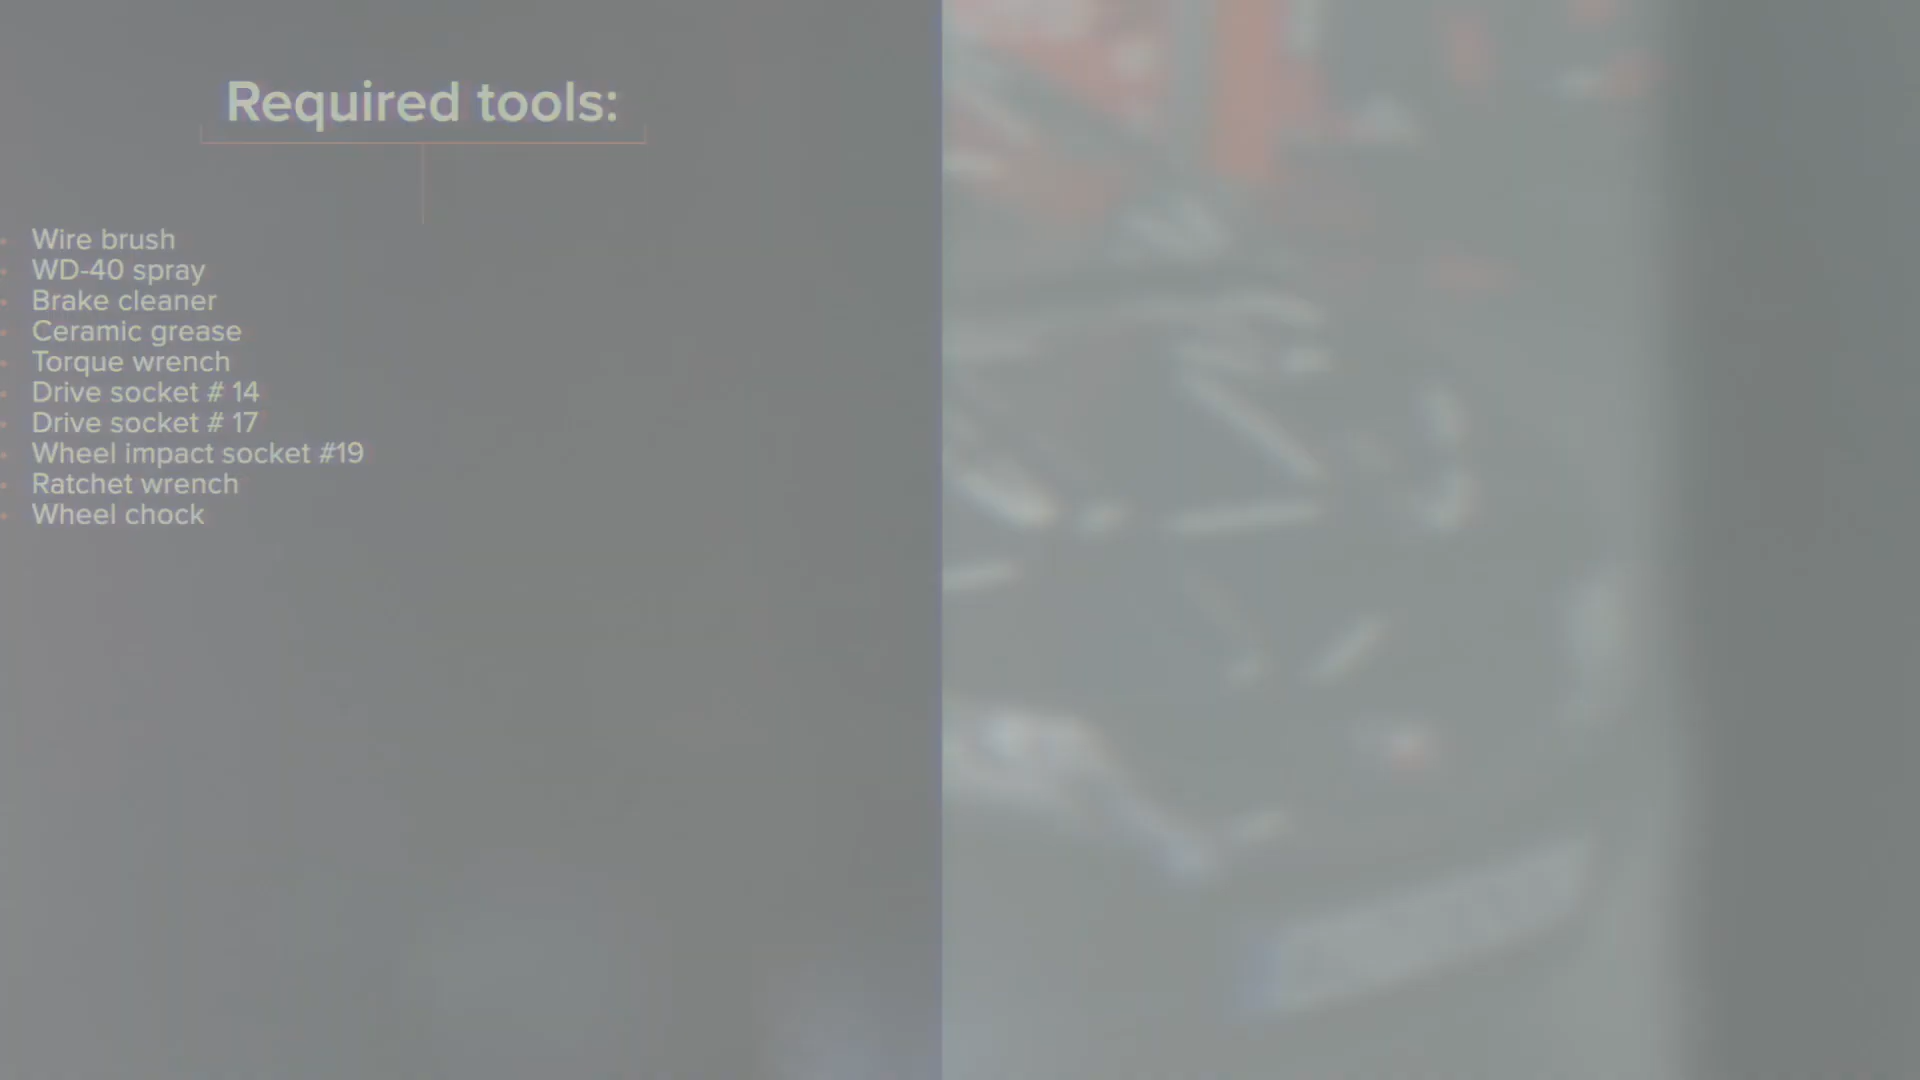 Required tools:
Wire brush
WD-40 spray
Brake cleaner
Ceramic grease
Torque wrench
Drive socket # 14
Drive socket # 17
Wheel impact socket #19
Ratchet wrench
Wheel chock